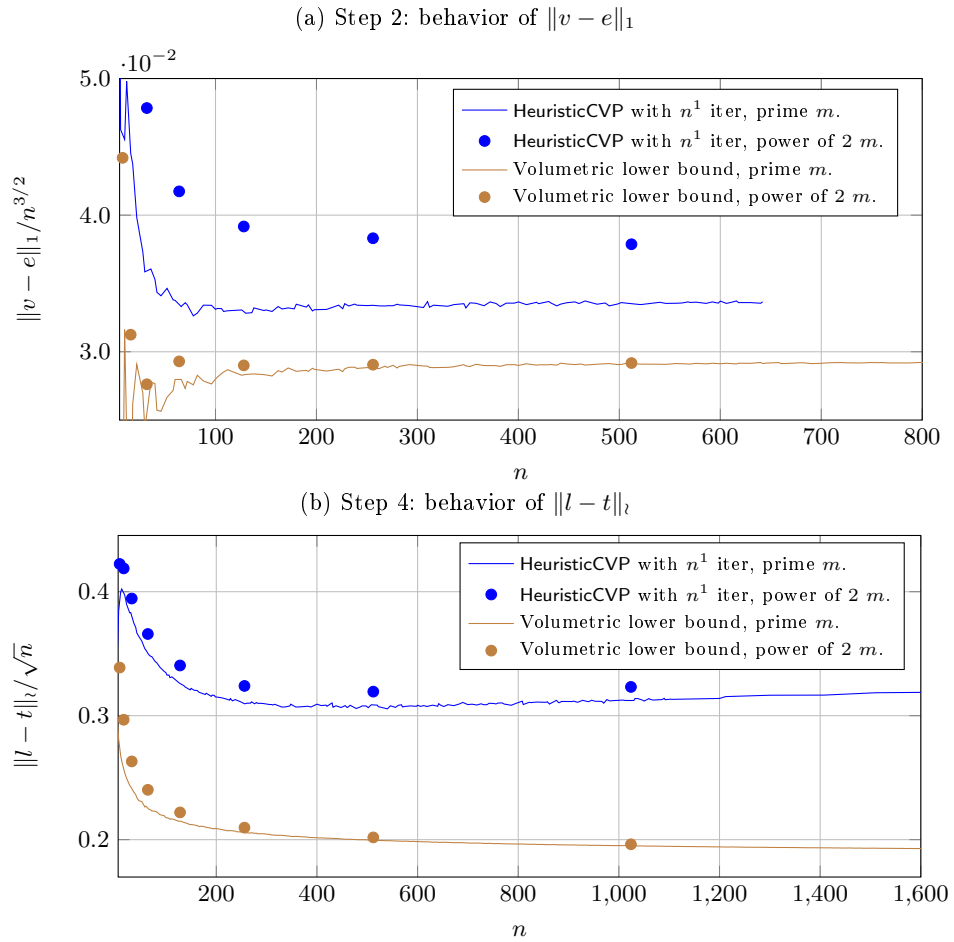 (a) Step 2: behavior of ‖v − e‖₁
·10⁻²
5.0
4.0
3.0
‖v − e‖₁/n^{3/2}
HeuristicCVP with n¹ iter, prime m.
HeuristicCVP with n¹ iter, power of 2 m.
Volumetric lower bound, prime m.
Volumetric lower bound, power of 2 m.
100 200 300 400 500 600 700 800
n
(b) Step 4: behavior of ‖l − t‖≀
0.4
0.3
0.2
‖l − t‖≀/√n
HeuristicCVP with n¹ iter, prime m.
HeuristicCVP with n¹ iter, power of 2 m.
Volumetric lower bound, prime m.
Volumetric lower bound, power of 2 m.
200 400 600 800 1,000 1,200 1,400 1,600
n